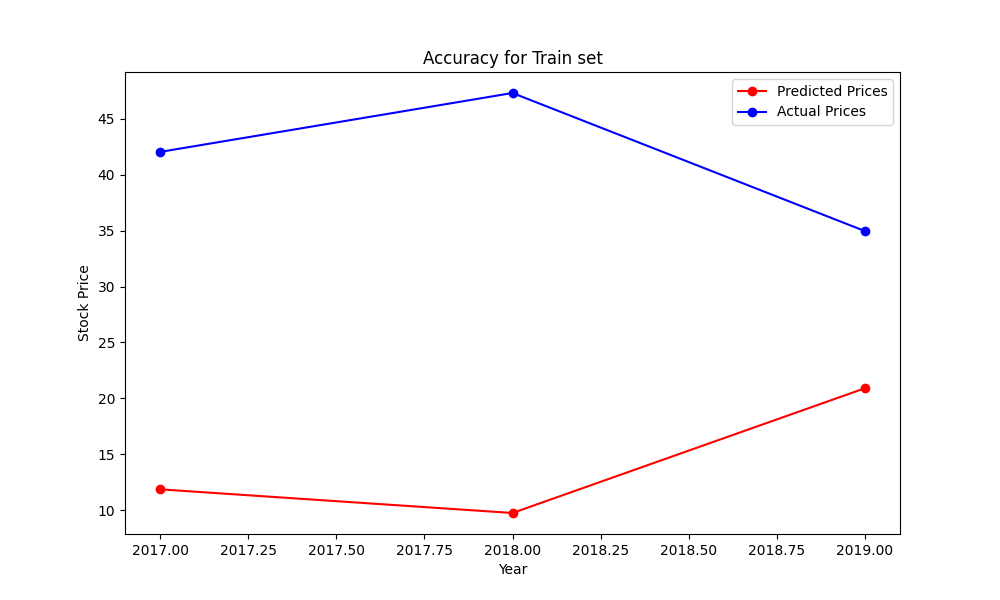 Accuracy for Train set
Predicted Prices
Actual Prices
45
40
35
30
25
20
15
10
Stock Price
2017.00 2017.25 2017.50 2017.75 2018.00 2018.25 2018.50 2018.75 2019.00
Year